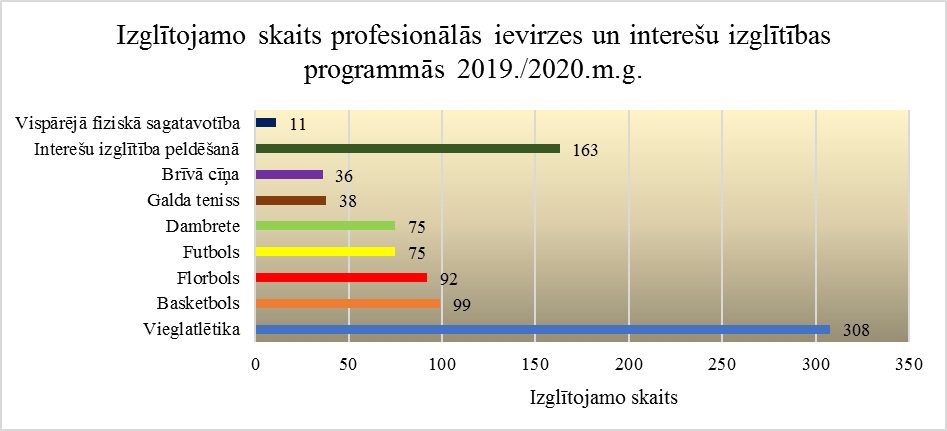 Izglītojamo skaits profesionālās ievirzes un interešu izglītības
programmās 2019./2020.m.g.
Vispārējā fiziskā sagatavotība 11
Interešu izglītība peldēšanā 163
Brīvā cīņa 36
Galda teniss 38
Dambrete 75
Futbols 75
Florbols 92
Basketbols 99
Vieglatlētika 308
0 50 100 150 200 250 300 350
Izglītojamo skaits